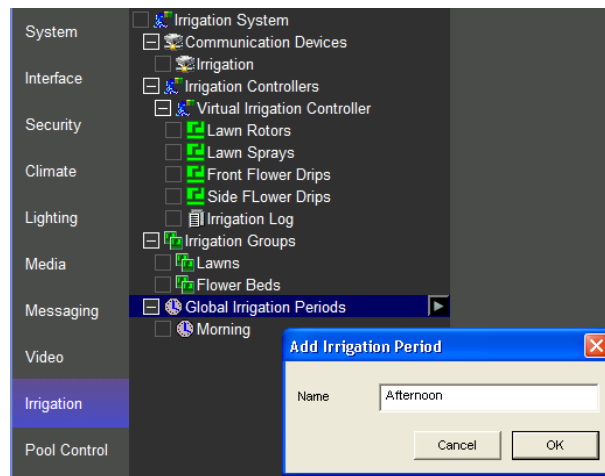 System
Interface
Security
Climate
Lighting
Media
Messaging
Video
Irrigation
Pool Control
Irrigation System
Communication Devices
Irrigation
Irrigation Controllers
Virtual Irrigation Controller
Lawn Rotors
Lawn Sprays
Front Flower Drips
Side FLower Drips
Irrigation Log
Irrigation Groups
Lawns
Flower Beds
Global Irrigation Periods
Morning
Add Irrigation Period
Name Afternoon
Cancel OK